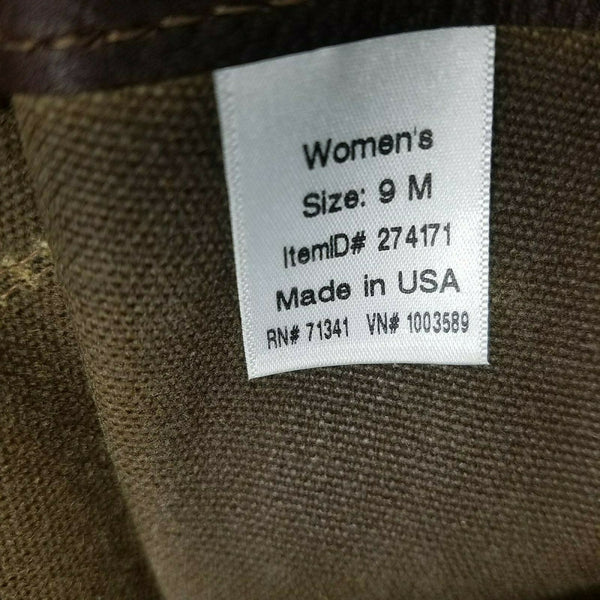 Women's
Size: 9 M
ItemID# 274171
Made in USA
RN# 71341 VN# 1003589